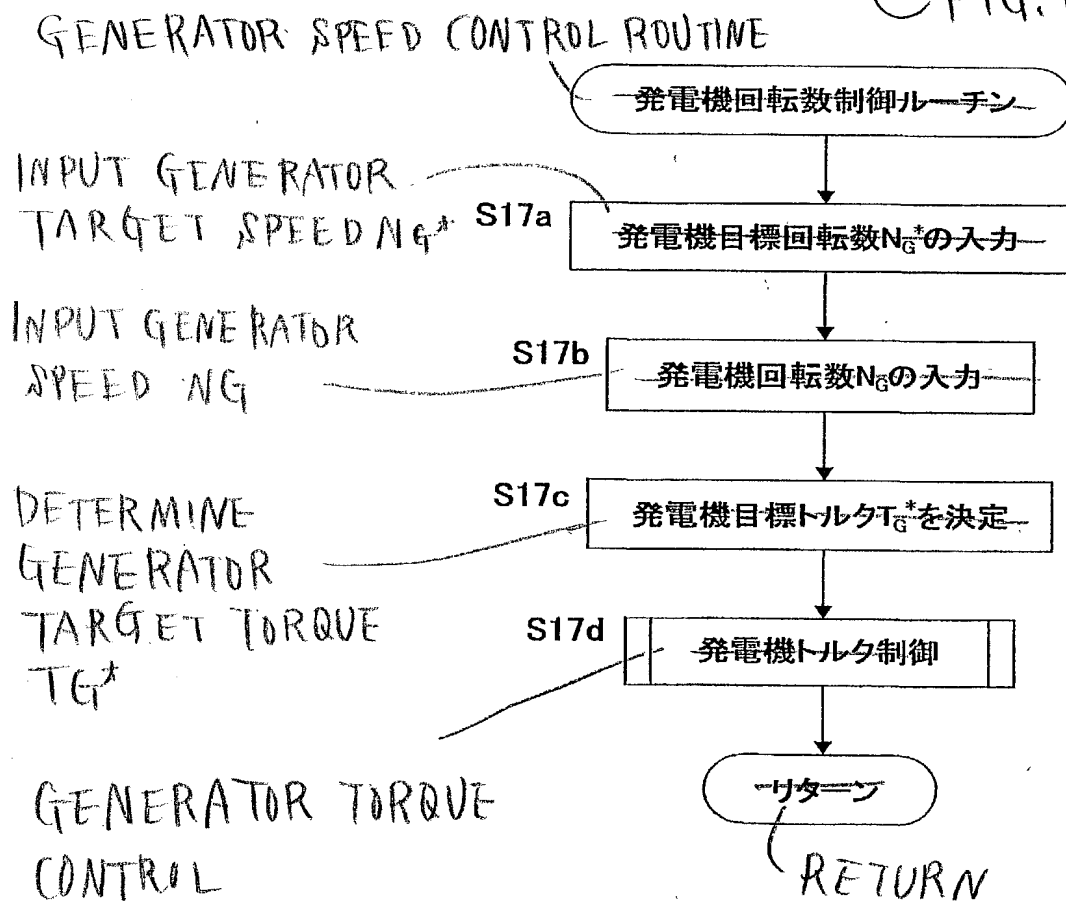 FIG.
GENERATOR SPEED CONTROL ROUTINE
発電機回転数制御ルーチン
INPUT GENERATOR
TARGET SPEED NG*
S17a
発電機目標回転数NG*の入力
INPUT GENERATOR
SPEED NG
S17b
発電機回転数NGの入力
DETERMINE
GENERATOR
TARGET TORQUE
TG*
S17c
発電機目標トルクTG*を決定
S17d
発電機トルク制御
GENERATOR TORQUE
CONTROL
リターン
RETURN